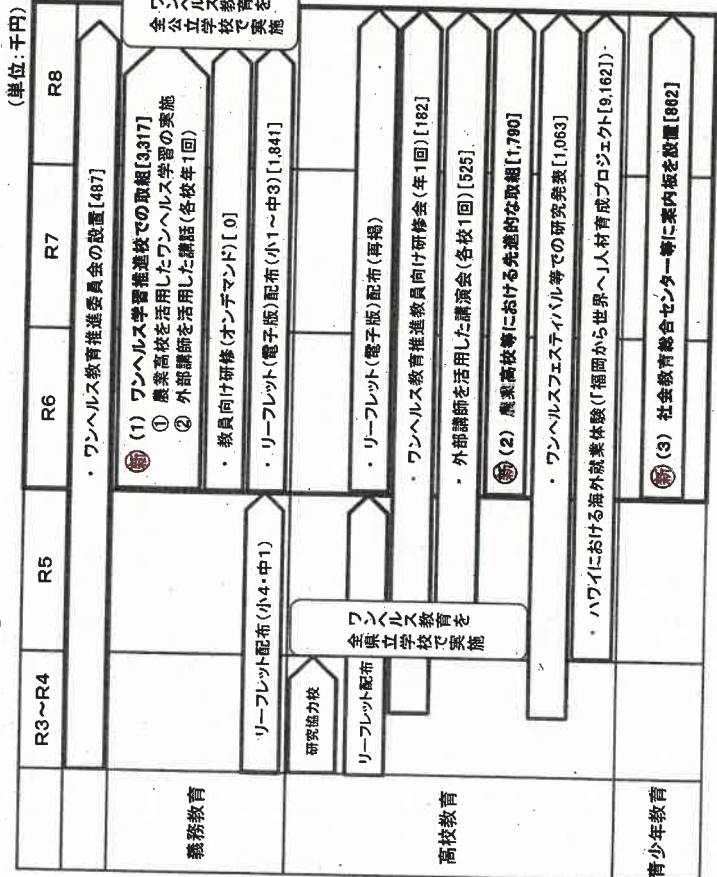 (単位:千円)
R3~R4
R5
R6
R7
R8
・ワンヘルス教育推進委員会の設置[487]
義務教育
㊟(1) ワンヘルス学習推進校での取組[3,317]
① 農業高校を活用したワンヘルス学習の実施
② 外部講師を活用した講話(各校年1回)
ワンヘルス教育を
全公立学校で実施
・教員向け研修(オンデマンド)[0]
リーフレット配布(小4・中1)
・リーフレット(電子版)配布(小1~中3)[1,841]
高校教育
研究協力校
ワンヘルス教育を
全県立学校で実施
リーフレット配布
・リーフレット(電子版)配布(再掲)
・ワンヘルス教育推進教員向け研修会(年1回)[182]
・外部講師を活用した講演会(各校1回)[525]
新(2) 農業高校等における先進的な取組[1,790]
・ワンヘルスフェスティバル等での研究発表[1,063]
・ハワイにおける海外就業体験(「福岡から世界へ」人材育成プロジェクト[9,162])
青少年教育
新(3) 社会教育総合センター等に案内板を設置[862]